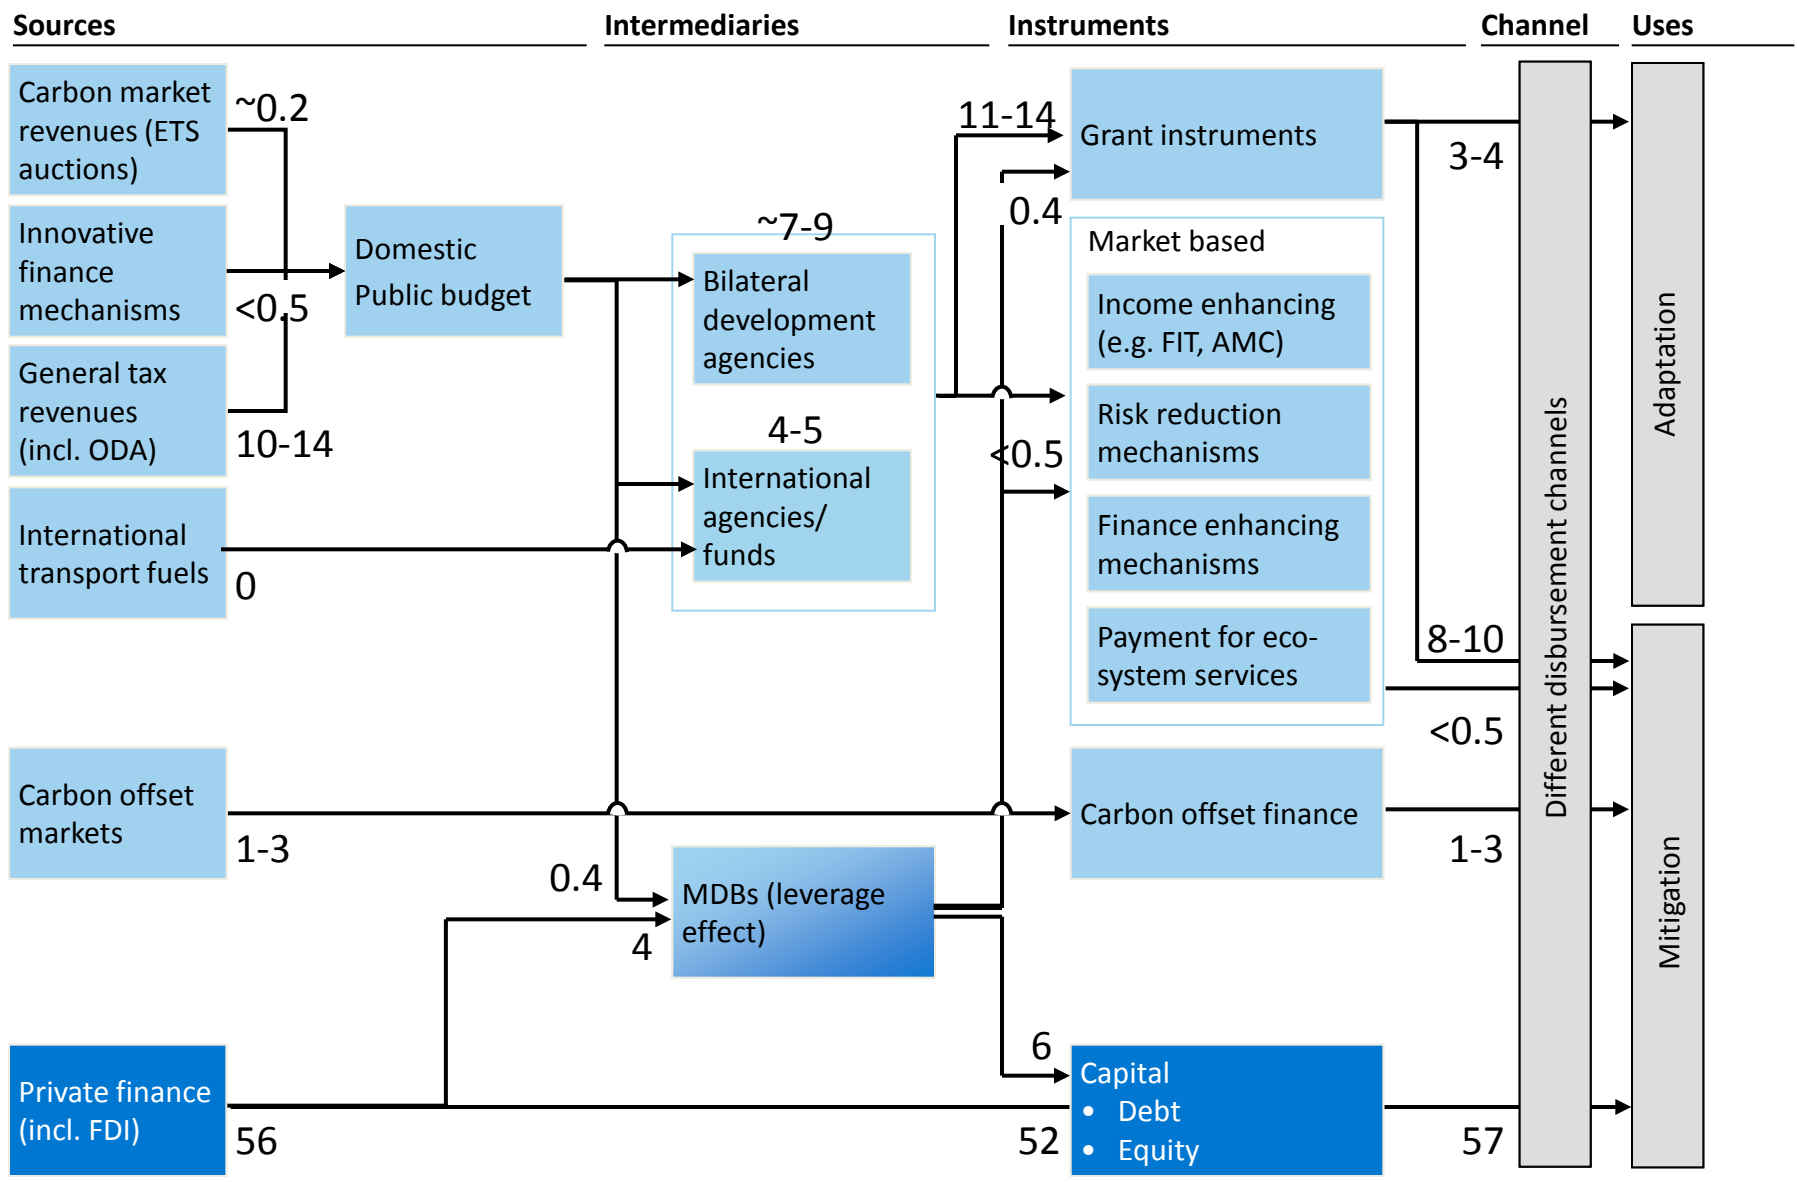 Sources
Intermediaries
Instruments
Channel
Uses
Carbon market
revenues (ETS
auctions)
~0.2
Innovative
finance
mechanisms
<0.5
General tax
revenues
(incl. ODA)
10-14
International
transport fuels
0
Carbon offset
markets
1-3
Private finance
(incl. FDI)
56
Domestic
Public budget
~7-9
Bilateral
development
agencies
4-5
International
agencies/
funds
0.4
4
MDBs (leverage
effect)
11-14
0.4
<0.5
6
52
Grant instruments
Market based
Income enhancing
(e.g. FIT, AMC)
Risk reduction
mechanisms
Finance enhancing
mechanisms
Payment for eco-
system services
Carbon offset finance
Capital
• Debt
• Equity
3-4
8-10
<0.5
1-3
57
Different disbursement channels
Adaptation
Mitigation